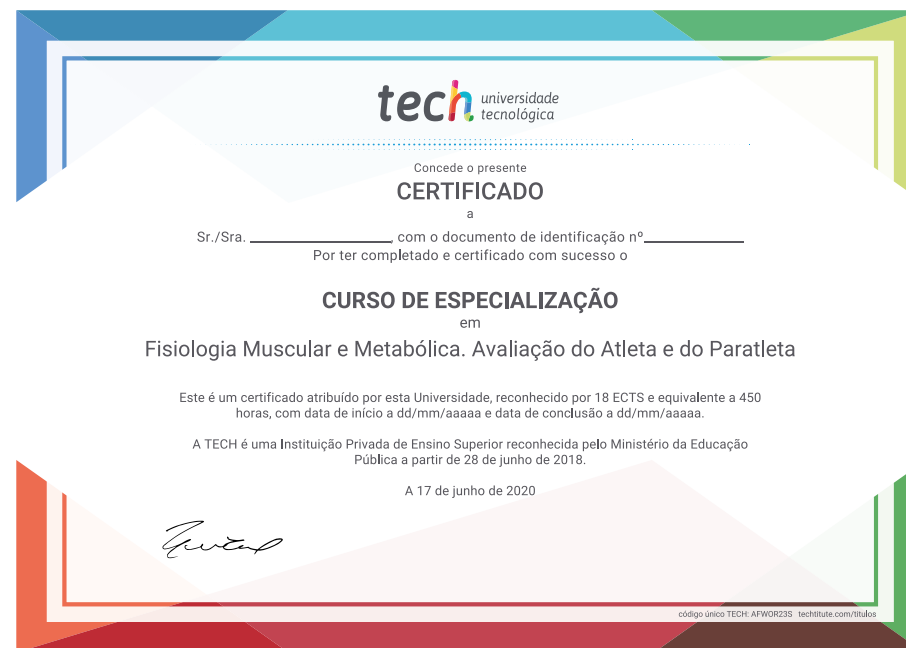 tech universidade
tecnológica
Concede o presente
CERTIFICADO
a
Sr./Sra. ____________, com o documento de identificação nº____________
Por ter completado e certificado com sucesso o
CURSO DE ESPECIALIZAÇÃO
em
Fisiologia Muscular e Metabólica. Avaliação do Atleta e do Paratleta
Este é um certificado atribuído por esta Universidade, reconhecido por 18 ECTS e equivalente a 450
horas, com data de início a dd/mm/aaaaa e data de conclusão a dd/mm/aaaaa.
A TECH é uma Instituição Privada de Ensino Superior reconhecida pelo Ministério da Educação
Pública a partir de 28 de junho de 2018.
A 17 de junho de 2020
código único TECH: AFWOR23S techtitute.com/titulos